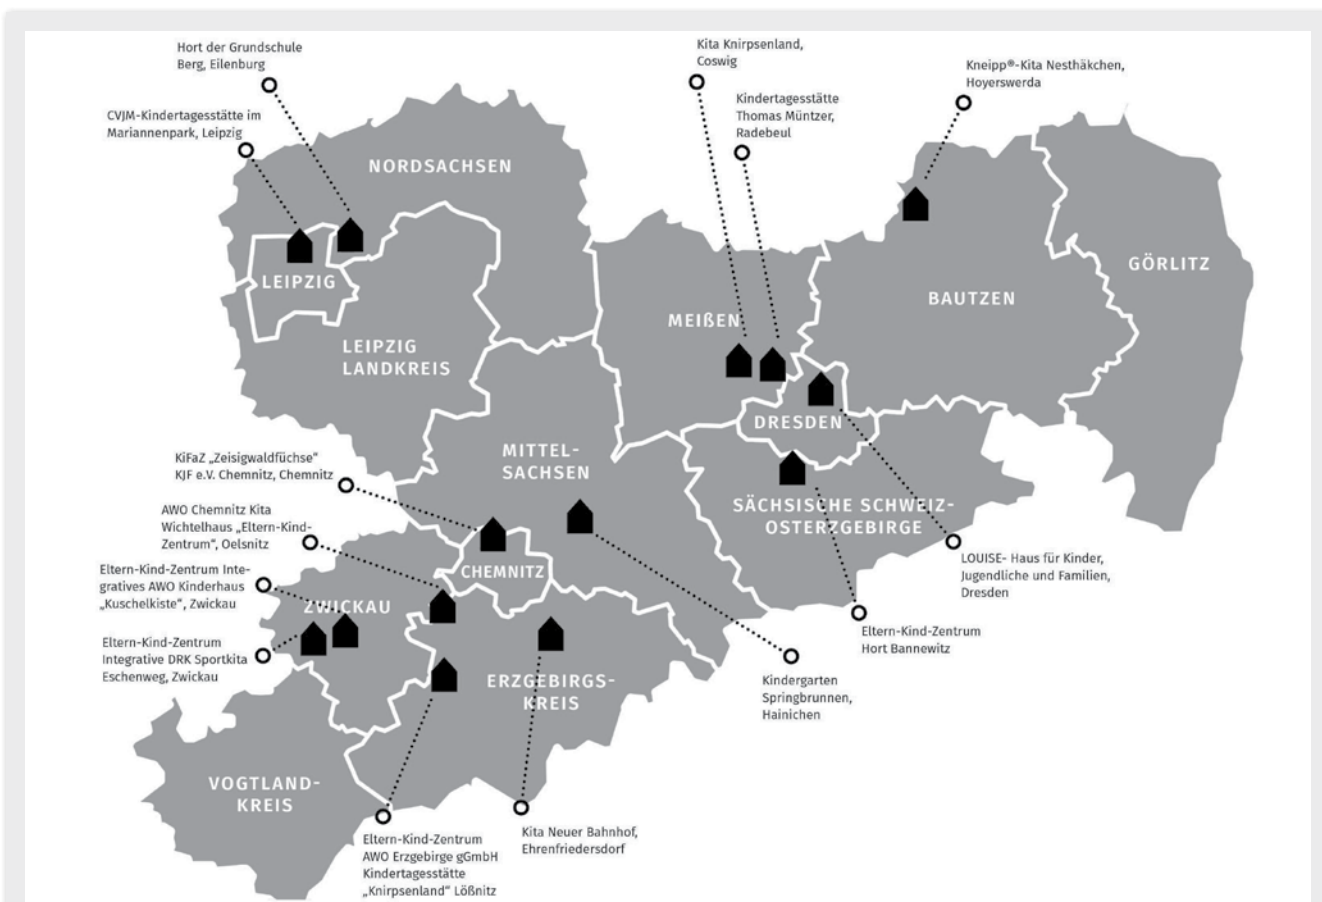 Hort der Grundschule
Berg, Eilenburg
Kita Knirpsenland,
Coswig
Kneipp®-Kita Nesthäkchen,
Hoyerswerda
CVJM-Kindertagesstätte im
Mariannenpark, Leipzig
Kindertagesstätte
Thomas Müntzer,
Radebeul
NORDSACHSEN
LEIPZIG
GÖRLITZ
BAUTZEN
MEIßEN
LEIPZIG
LANDKREIS
DRESDEN
MITTEL-
SACHSEN
KiFaZ „Zeisigwaldfüchse“
KJF e.V. Chemnitz, Chemnitz
SÄCHSISCHE SCHWEIZ-
OSTERZGEBIRGE
AWO Chemnitz Kita
Wichtelhaus „Eltern-Kind-
Zentrum“, Oelsnitz
LOUISE- Haus für Kinder,
Jugendliche und Familien,
Dresden
CHEMNITZ
Eltern-Kind-Zentrum Inte-
gratives AWO Kinderhaus
„Kuschelkiste“, Zwickau
ZWICKAU
Eltern-Kind-Zentrum
Hort Bannewitz
Eltern-Kind-Zentrum
Integrative DRK Sportkita
Eschenweg, Zwickau
Kindergarten
Springbrunnen,
Hainichen
ERZGEBIRGS-
KREIS
VOGTLAND-
KREIS
Eltern-Kind-Zentrum
AWO Erzgebirge gGmbH
Kindertagesstätte
„Knirpsenland“ Lößnitz
Kita Neuer Bahnhof,
Ehrenfriedersdorf